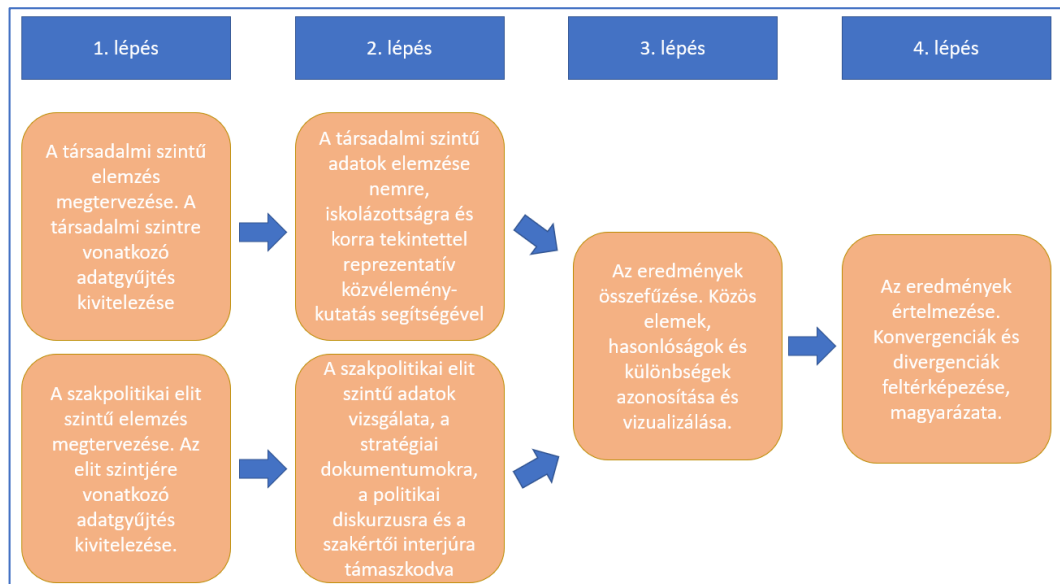 1. lépés
2. lépés
3. lépés
4. lépés
A társadalmi szintű
elemzés
megtervezése. A
társadalmi szintre
vonatkozó
adatgyűjtés
kivitelezése
A társadalmi szintű
adatok elemzése
nemre,
iskolázottságra és
korra tekintettel
reprezentatív
közvélemény-
kutatás segítségével
A szakpolitikai elit
szintű elemzés
megtervezése. Az
elit szintjére
vonatkozó
adatgyűjtés
kivitelezése.
A szakpolitikai elit
szintű adatok
vizsgálata, a
stratégiai
dokumentumokra,
a politikai
diskurzusra és a
szakértői interjúra
támaszkodva
Az eredmények
összefűzése. Közös
elemek,
hasonlóságok és
különbségek
azonosítása és
vizualizálása.
Az eredmények
értelmezése.
Konvergenciák és
divergenciák
feltérképezése,
magyarázata.